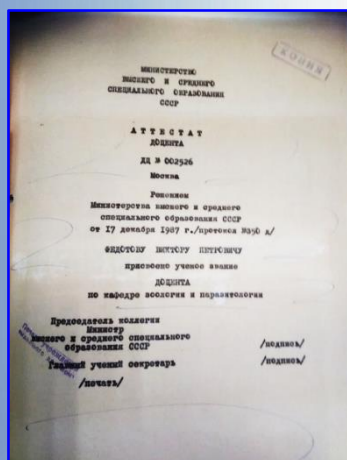 КОПИЯ
МИНИСТЕРСТВО
ВЫСШЕГО И СРЕДНЕГО
СПЕЦИАЛЬНОГО ОБРАЗОВАНИЯ
СССР
АТТЕСТАТ
ДОЦЕНТА
ДЦ № 002526
Москва
Решением
Министерства высшего и среднего
специального образования СССР
от 17 декабря 1987 г./протокол
ФЕДОТОВУ ВИКТОРУ ПЕТРОВИЧУ
присвоено ученое звание
ДОЦЕНТА
по кафедре зоологии и паразитологии
Председатель коллегии
Министр
высшего и среднего специального
образования СССР /подпись/
Главный ученый секретарь /подпись/
/печать/